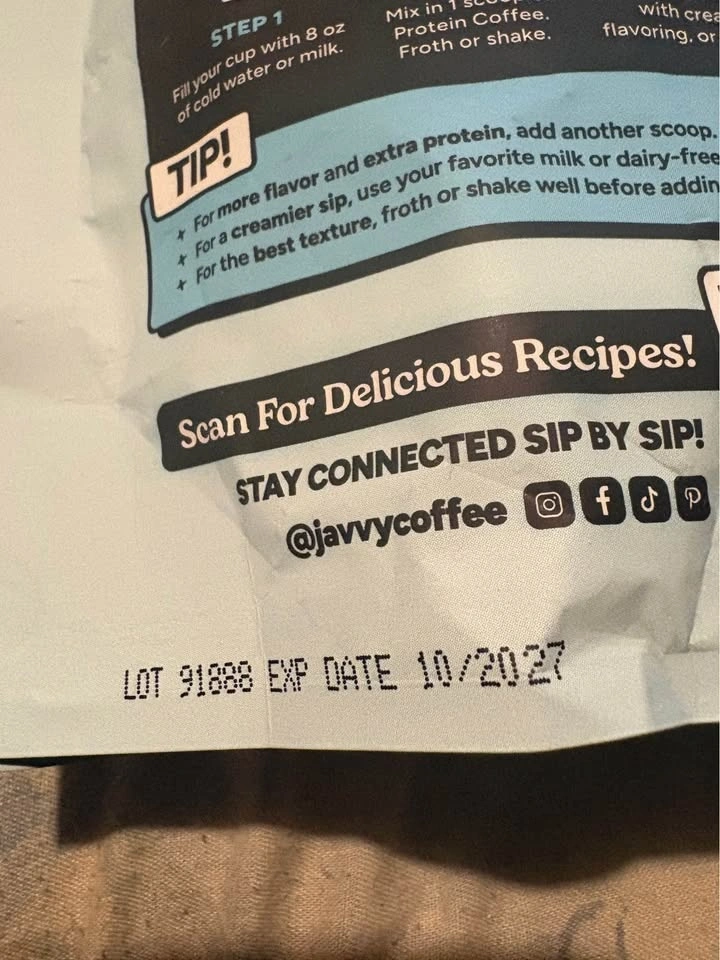 STEP 1
Fill your cup with 8 oz
of cold water or milk.
Mix in 1
Protein Coffee.
Froth or shake.
with
flavoring, or
TIP!
For more flavor and extra protein, add another scoop.
For a creamier sip, use your favorite milk or dairy-free
For the best texture, froth or shake well before
Scan For Delicious Recipes!
STAY CONNECTED SIP BY SIP!
@javvycoffee
LOT 91888 EXP DATE 10/2027